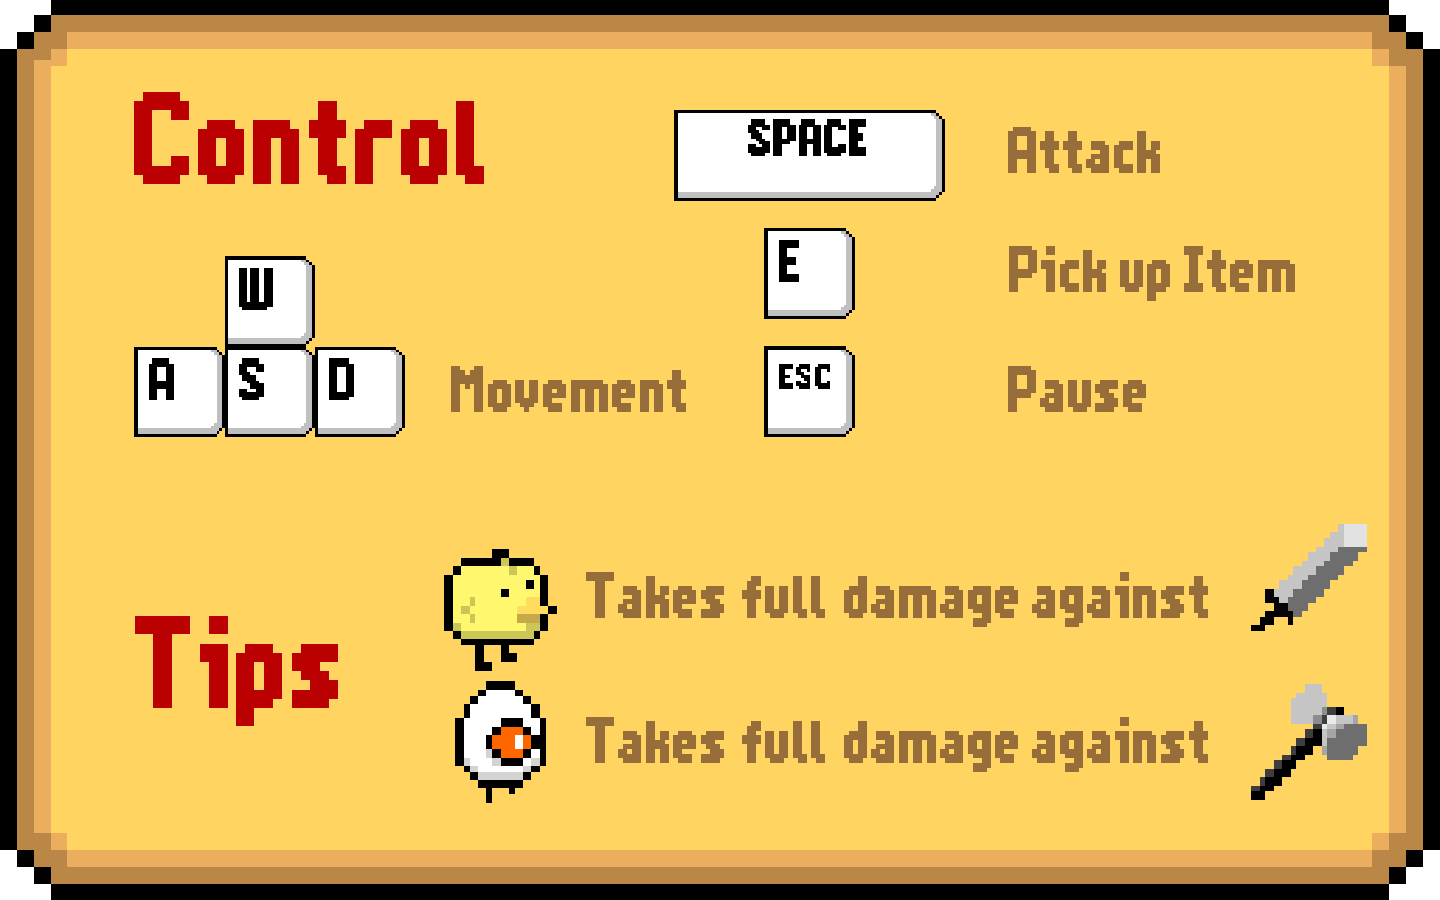 Control
SPACE Attack
E Pick up Item
W
A S D Movement
ESC Pause
Tips
Takes full damage against
Takes full damage against